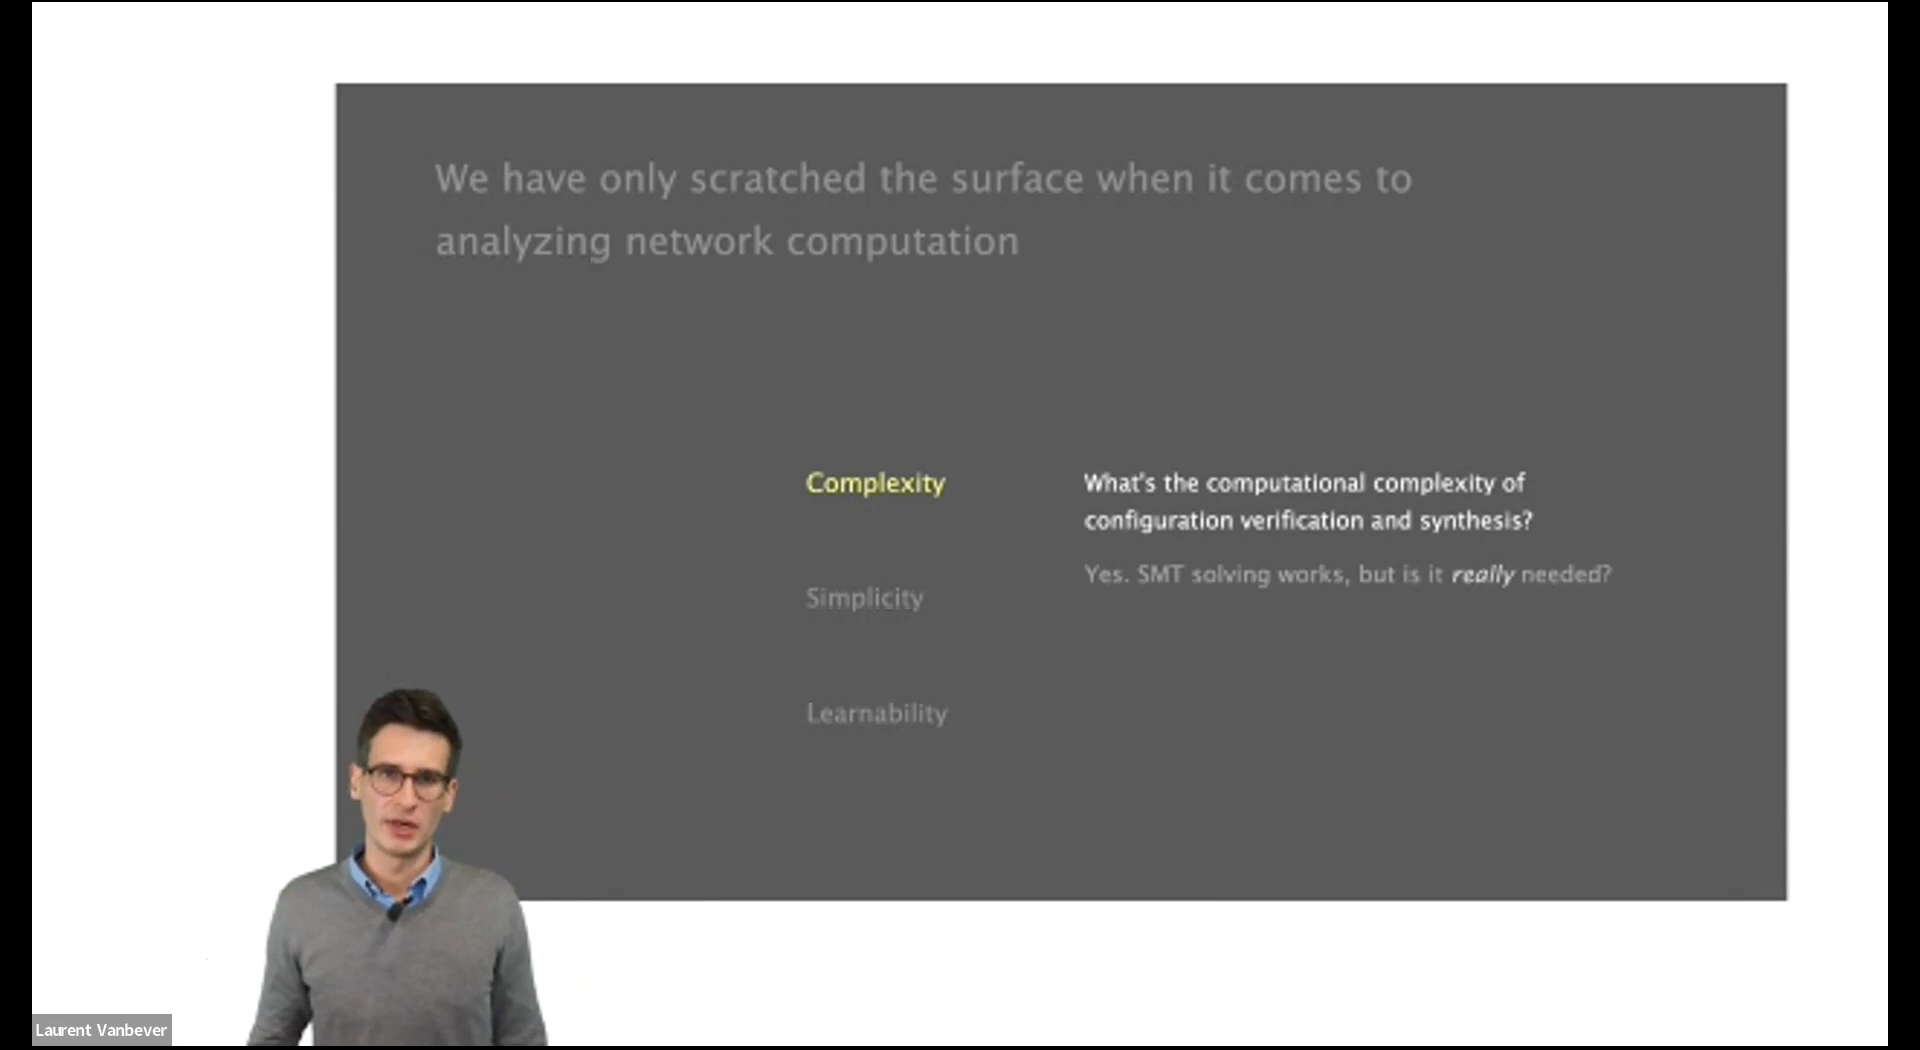 We have only scratched the surface when it comes to
analyzing network computation
Complexity
What's the computational complexity of
configuration verification and synthesis?
Yes. SMT solving works, but is it really needed?
Simplicity
Learnability
Laurent Vanbever